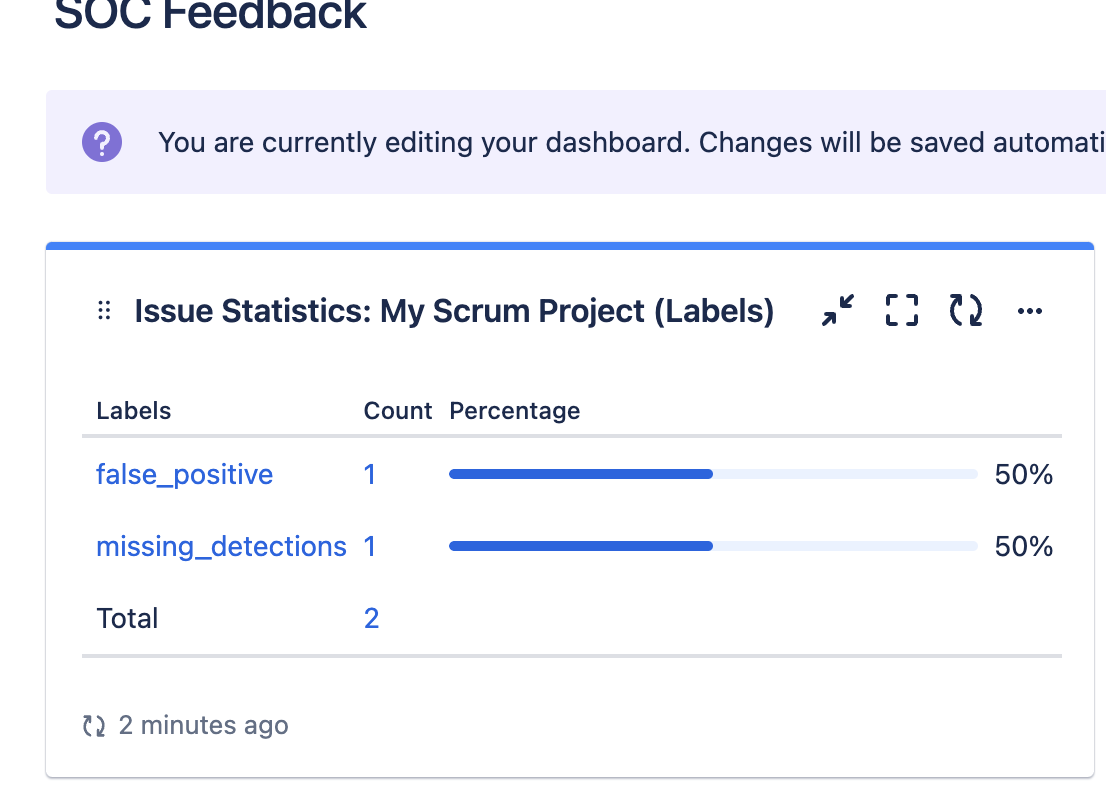 SOC Feedback
?
You are currently editing your dashboard. Changes will be saved automati
Issue Statistics: My Scrum Project (Labels)
Labels Count Percentage
false_positive 1 50%
missing_detections 1 50%
Total 2
2 minutes ago